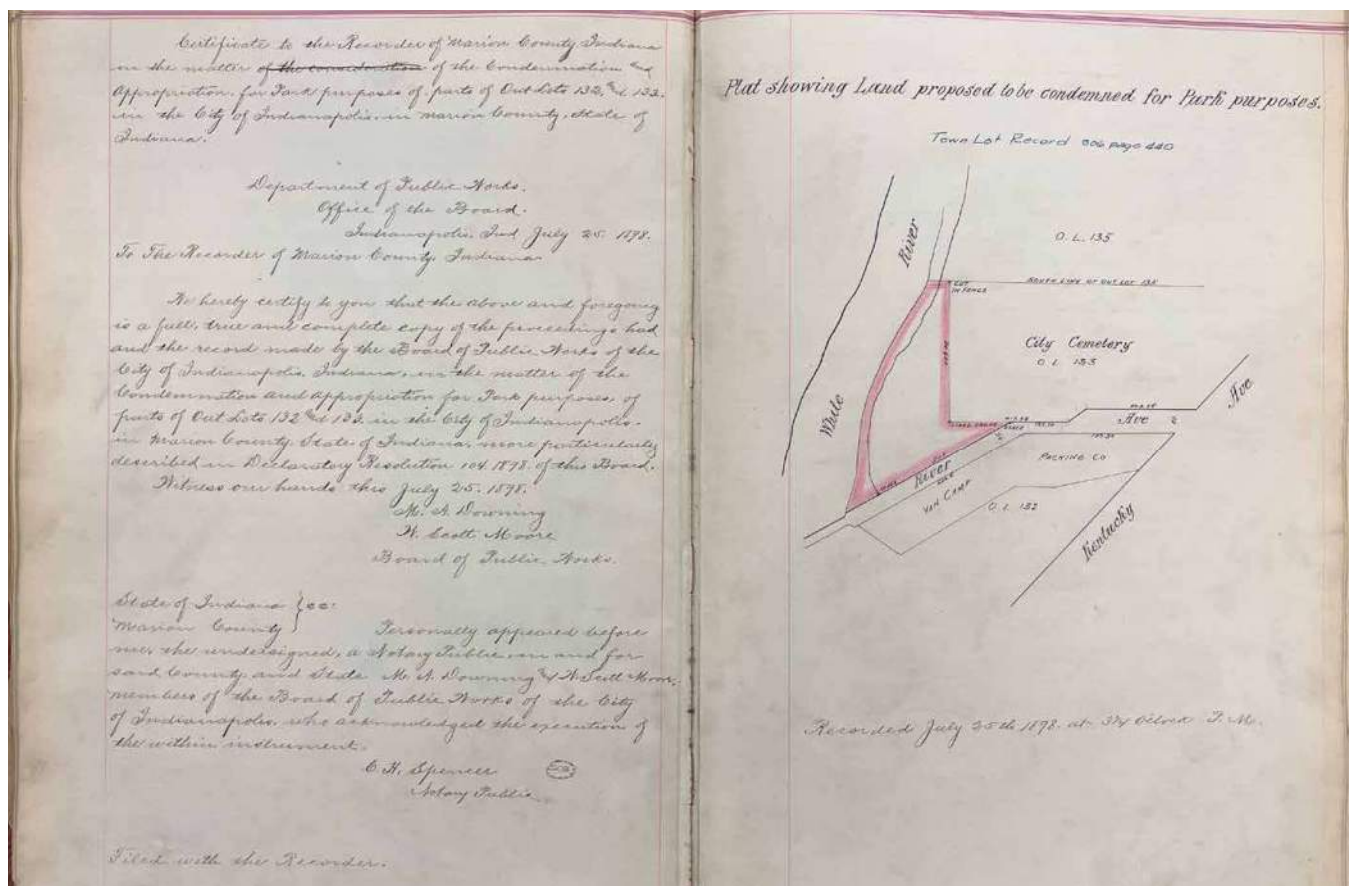 Certificate to the Recorder of Marion County Indiana
in the matter of the consideration of the Condemnation and
Appropriation for Park purposes of parts of Out Lots 132 and 133.
in the City of Indianapolis, in Marion County, State of
Indiana.
Department of Public Works.
Office of the Board.
Indianapolis, Ind July 25. 1898.
To The Recorder of Marion County, Indiana
We hereby certify to you that the above and foregoing
is a full, true and complete copy of the proceedings had
and the record made by the Board of Public Works of the
City of Indianapolis, Indiana, in the matter of the
Condemnation and Appropriation for Park purposes, of
parts of Out Lots 132 and 133. in the City of Indianapolis.
in Marion County. State of Indiana, more particularly
described in Declaratory Resolution 104. 1898. of this Board.
Witness our hands this July 25. 1898.
M. A. Downing
W. Scott Moore
Board of Public Works.
State of Indiana } ss:
Marion County
Personally appeared before
me the undersigned, a Notary Public in and for
said County and State M. A. Downing and W. Scott Moore,
members of the Board of Public Works of the City
of Indianapolis, who acknowledged the execution of
the within instrument.
C. H. Spencer
Notary Public
Filed with the Recorder.
Plat showing Land proposed to be condemned for Park purposes.
Town Lot Record 306 page 440
River
O. L. 135
CUT IN FENCE
SOUTH LINE OF OUT LOT 135
City Cemetery
O. L. 133
White
Ave
Ave
River
PACKING CO
VAN CAMP
O. L. 132
Kentucky
Recorded July 25th 1898. at 3¼ Oclock P. M.